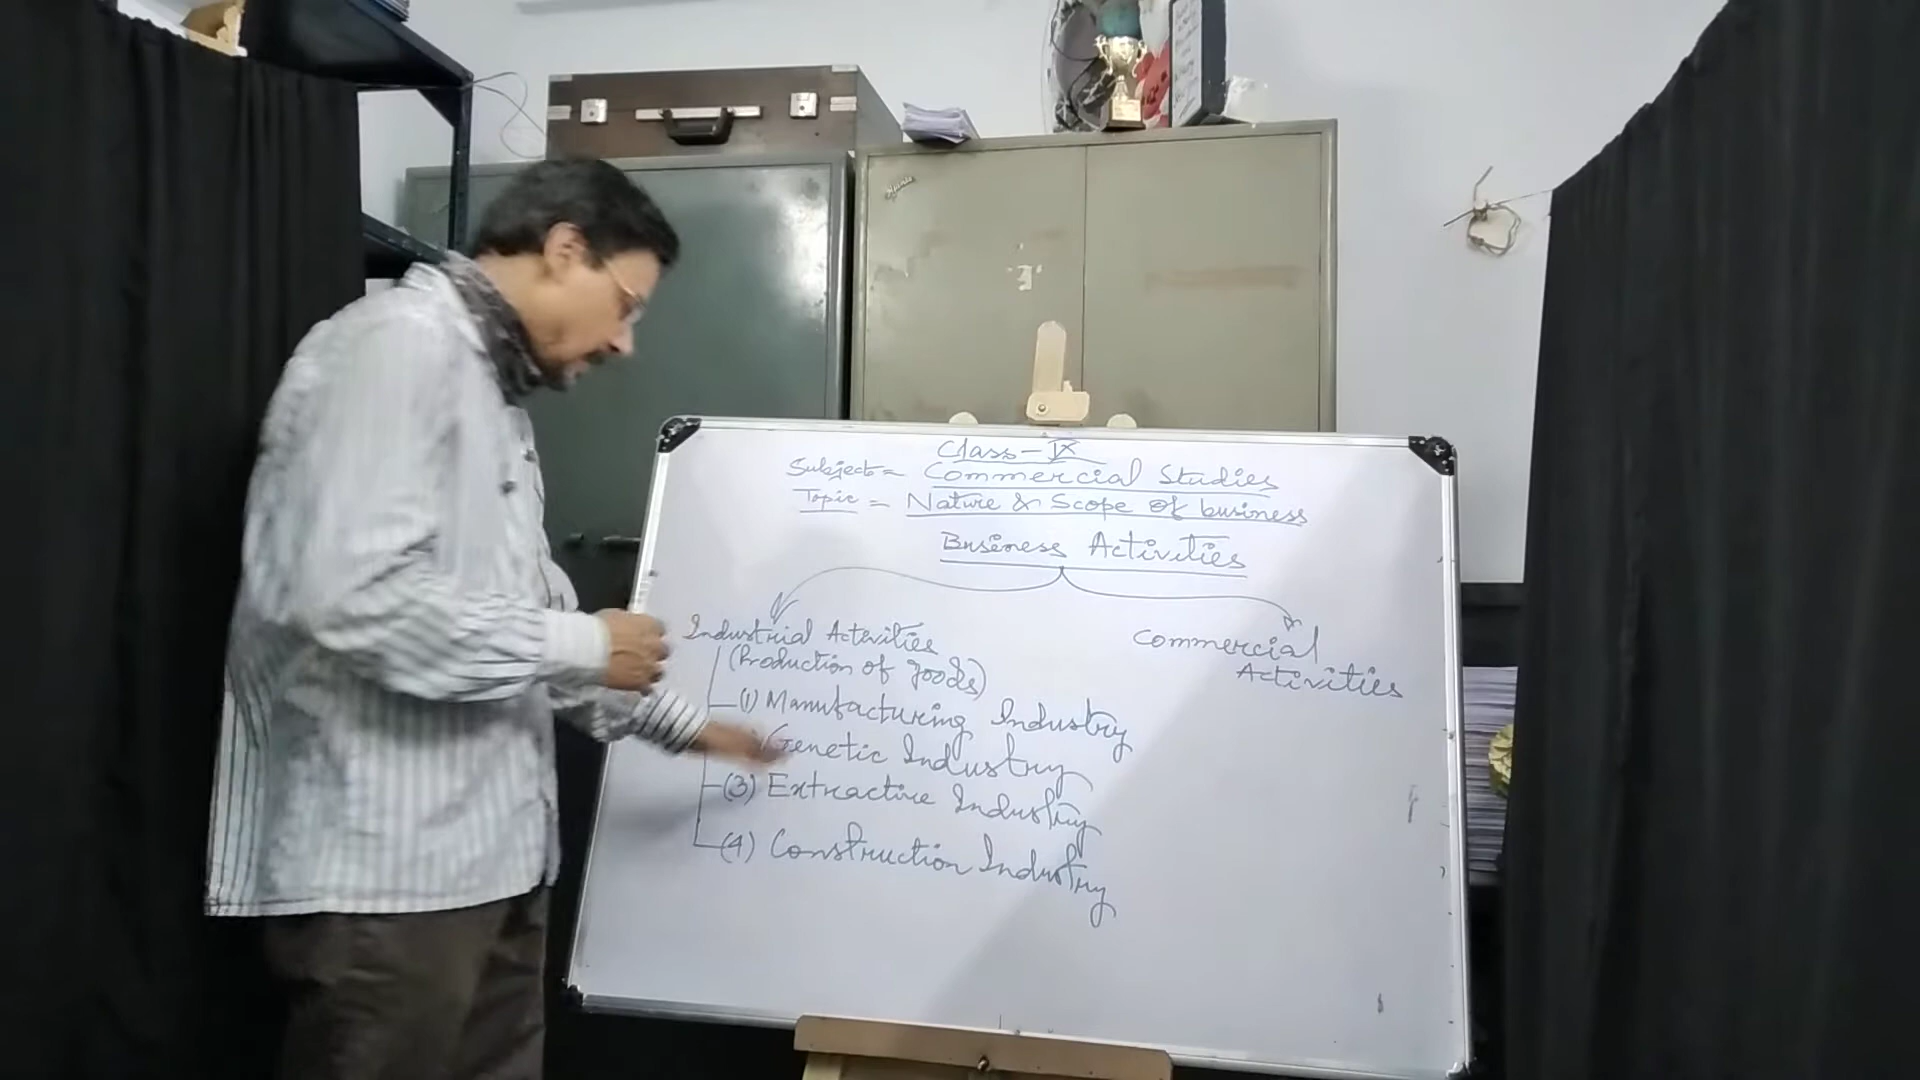 Class - IX
Subject = Commercial Studies
Topic = Nature & Scope of business
Business Activities
Industrial Activities
(Production of goods)
(1) Manufacturing Industry
Genetic Industry
(3) Extractive Industry
(4) Construction Industry
Commercial
Activities